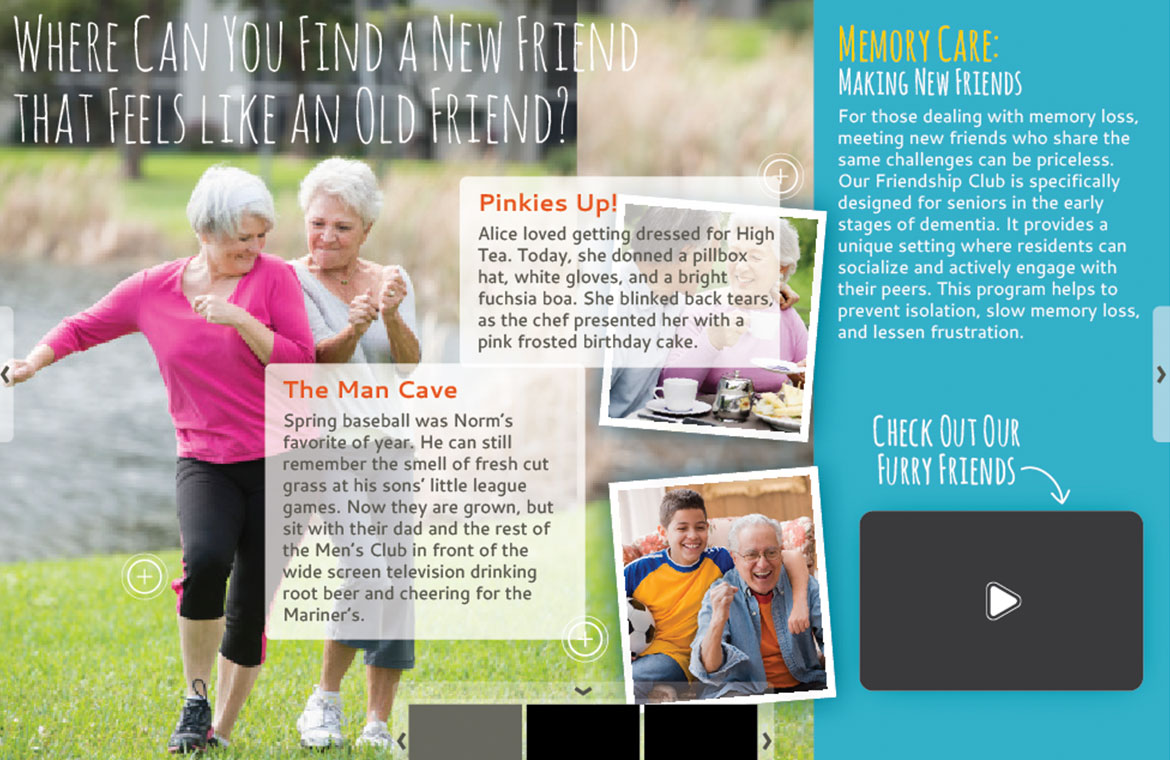 WHERE CAN YOU FIND A NEW FRIEND
THAT FEELS LIKE AN OLD FRIEND?
Pinkies Up!
Alice loved getting dressed for High
Tea. Today, she donned a pillbox
hat, white gloves, and a bright
fuchsia boa. She blinked back tears,
as the chef presented her with a
pink frosted birthday cake.
The Man Cave
Spring baseball was Norm's
favorite of year. He can still
remember the smell of fresh cut
grass at his sons' little league
games. Now they are grown, but
sit with their dad and the rest of
the Men's Club in front of the
wide screen television drinking
root beer and cheering for the
Mariner's.
MEMORY CARE:
MAKING NEW FRIENDS
For those dealing with memory loss,
meeting new friends who share the
same challenges can be priceless.
Our Friendship Club is specifically
designed for seniors in the early
stages of dementia. It provides a
unique setting where residents can
socialize and actively engage with
their peers. This program helps to
prevent isolation, slow memory loss,
and lessen frustration.
CHECK OUT OUR
FURRY FRIENDS